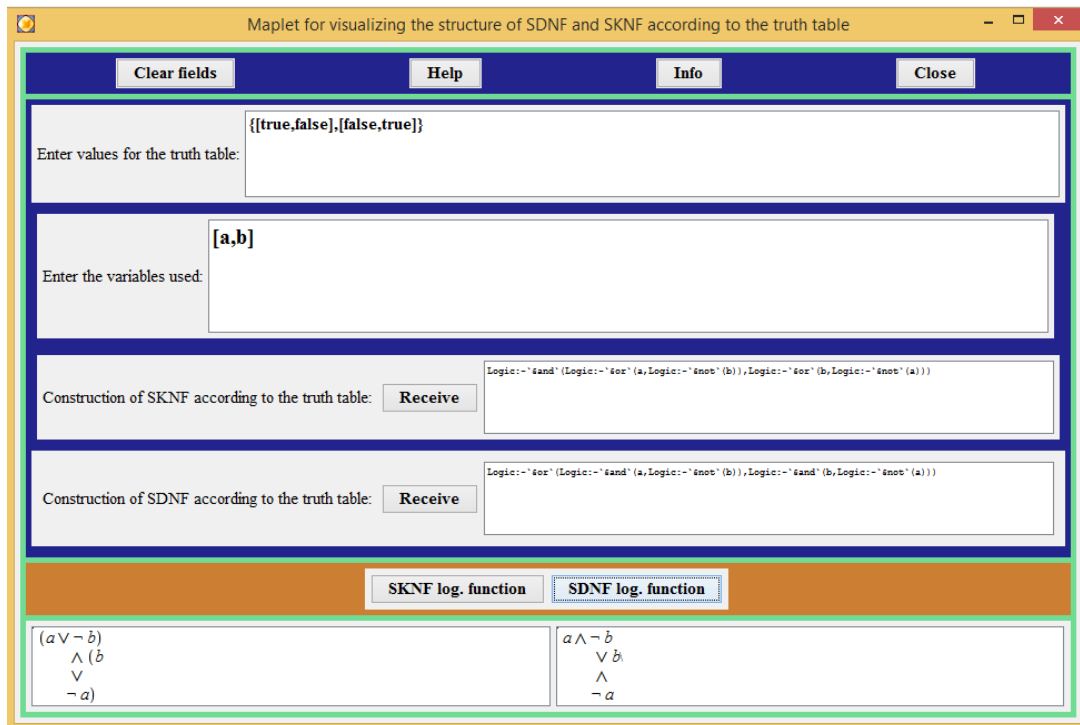 Maplet for visualizing the structure of SDNF and SKNF according to the truth table
Clear fields Help Info Close
Enter values for the truth table: {[true,false],[false,true]}
Enter the variables used: [a,b]
Construction of SKNF according to the truth table: Receive Logic:-`&and`(Logic:-`&or`(a,Logic:-`&not`(b)),Logic:-`&or`(b,Logic:-`&not`(a)))
Construction of SDNF according to the truth table: Receive Logic:-`&or`(Logic:-`&and`(a,Logic:-`&not`(b)),Logic:-`&and`(b,Logic:-`&not`(a)))
SKNF log. function SDNF log. function
(a ∨ ¬ b)
∧ (b
∨
¬ a)
a ∧ ¬ b
∨ b
∧
¬ a